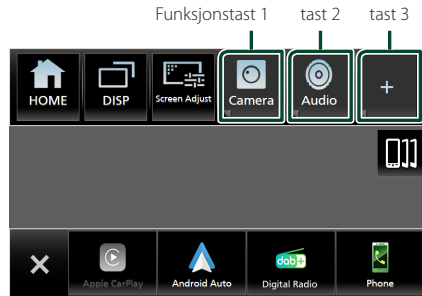 Funksjonstast 1 tast 2 tast 3
HOME DISP Screen Adjust Camera Audio +
dab+
Apple CarPlay Android Auto Digital Radio Phone